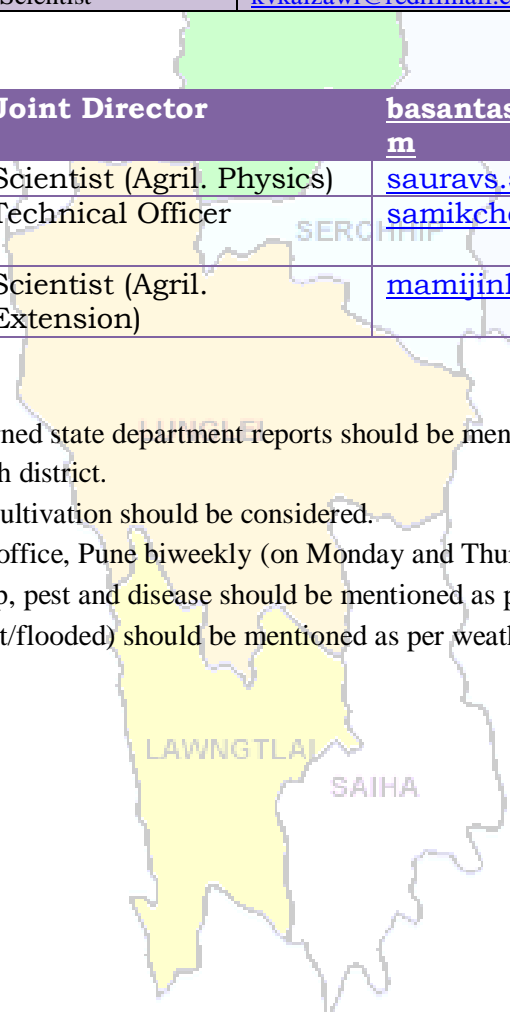 Scientist
Joint Director basantas
m
Scientist (Agril. Physics) sauravs.
Technical Officer samikch
SERCHHIP
Scientist (Agril. mamijin
Extension)
LUNGLEI
rned state department reports should be men
h district.
ultivation should be considered.
office, Pune biweekly (on Monday and Thu
p, pest and disease should be mentioned as p
t/flooded) should be mentioned as per weat
LAWNGTLAI
SAIHA